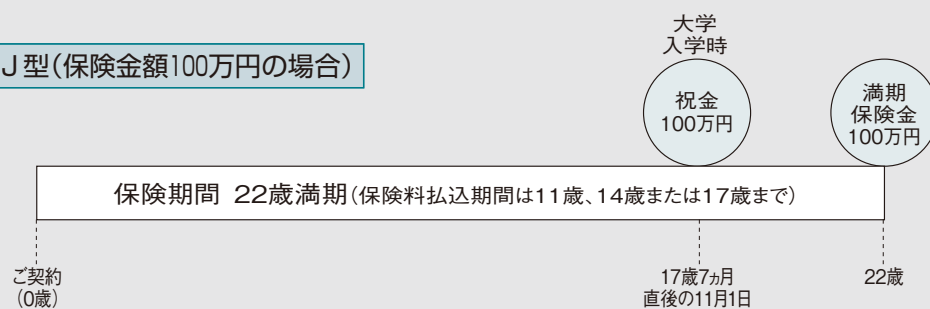 J型(保険金額100万円の場合)
大学
入学時
祝金
100万円
満期
保険金
100万円
保険期間 22歳満期(保険料払込期間は11歳、14歳または17歳まで)
ご契約
(0歳)
17歳7ヵ月
直後の11月1日
22歳